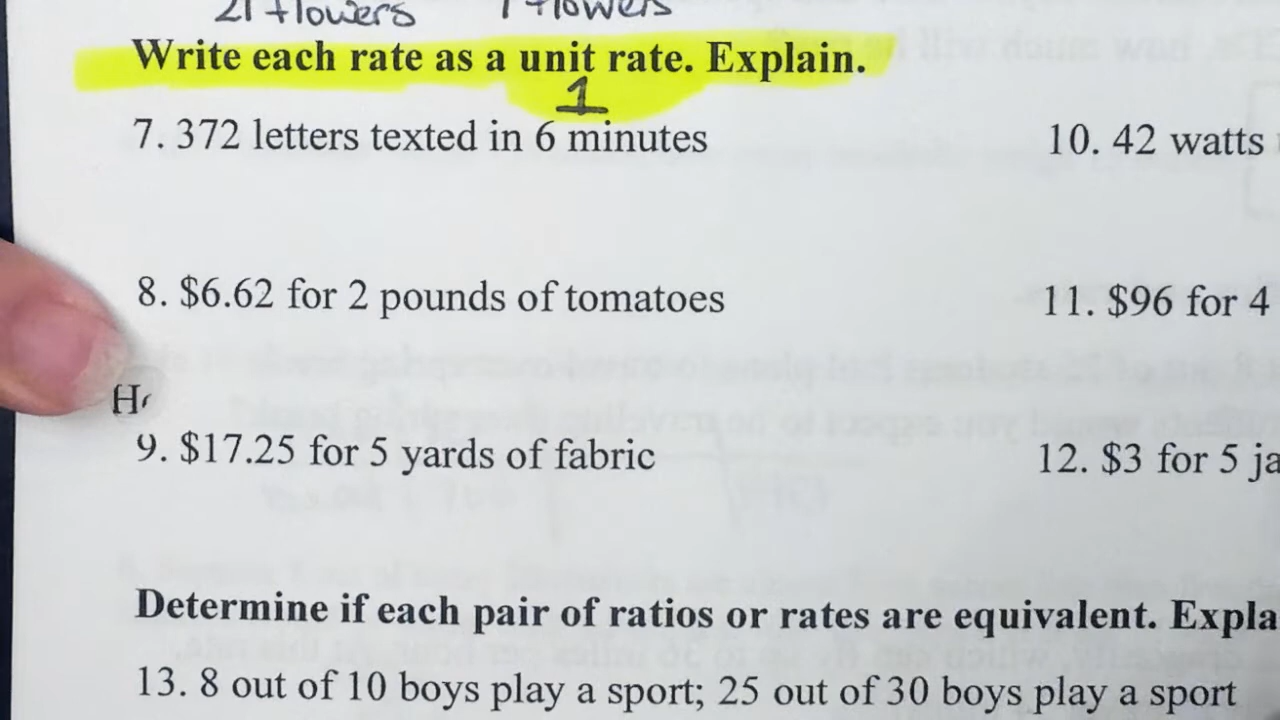 21 flowers 1 flowers
Write each rate as a unit rate. Explain.
1
7. 372 letters texted in 6 minutes
10. 42 watts
8. $6.62 for 2 pounds of tomatoes
11. $96 for 4
9. $17.25 for 5 yards of fabric
12. $3 for 5 ja
Determine if each pair of ratios or rates are equivalent. Expla
13. 8 out of 10 boys play a sport; 25 out of 30 boys play a sport